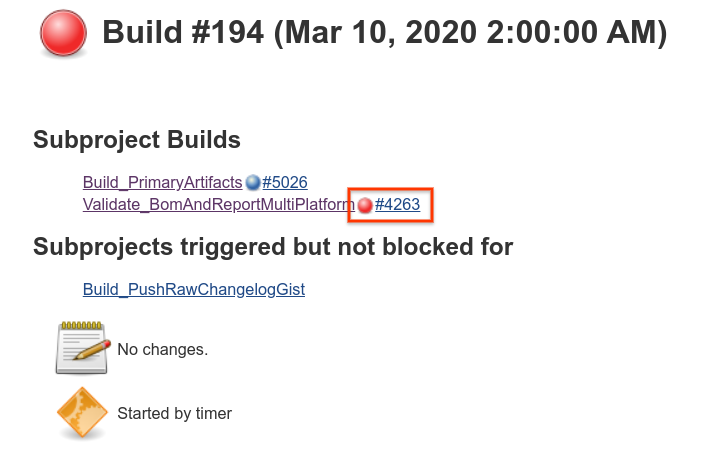 Build #194 (Mar 10, 2020 2:00:00 AM)
Subproject Builds
Build_PrimaryArtifacts #5026
Validate_BomAndReportMultiPlatform #4263
Subprojects triggered but not blocked for
Build_PushRawChangelogGist
No changes.
Started by timer